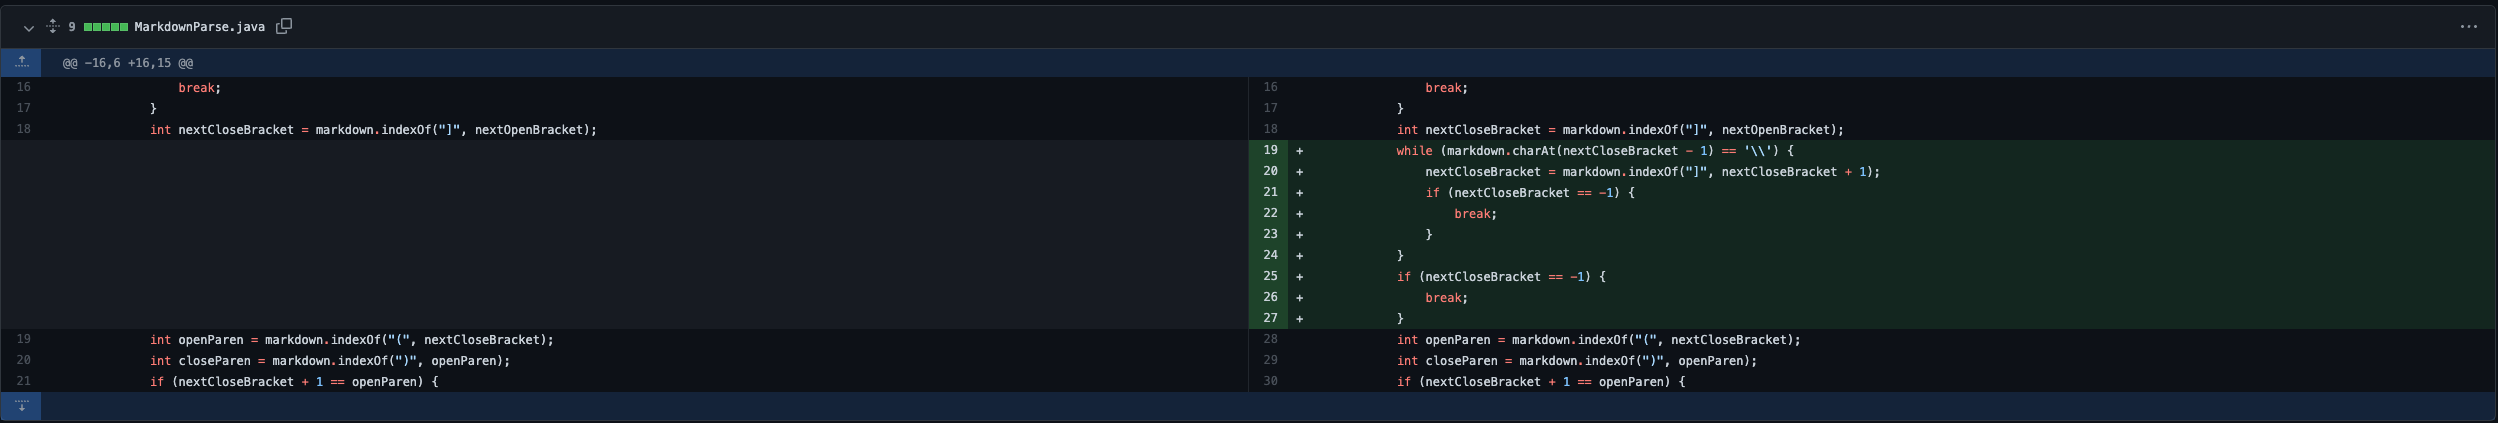 9 MarkdownParse.java
@@ -16,6 +16,15 @@
16 break;
17 }
18 int nextCloseBracket = markdown.indexOf("]", nextOpenBracket);
19 int openParen = markdown.indexOf("(", nextCloseBracket);
20 int closeParen = markdown.indexOf(")", openParen);
21 if (nextCloseBracket + 1 == openParen) {
16 break;
17 }
18 int nextCloseBracket = markdown.indexOf("]", nextOpenBracket);
19 + while (markdown.charAt(nextCloseBracket - 1) == '\\') {
20 + nextCloseBracket = markdown.indexOf("]", nextCloseBracket + 1);
21 + if (nextCloseBracket == -1) {
22 + break;
23 + }
24 + }
25 + if (nextCloseBracket == -1) {
26 + break;
27 + }
28 int openParen = markdown.indexOf("(", nextCloseBracket);
29 int closeParen = markdown.indexOf(")", openParen);
30 if (nextCloseBracket + 1 == openParen) {